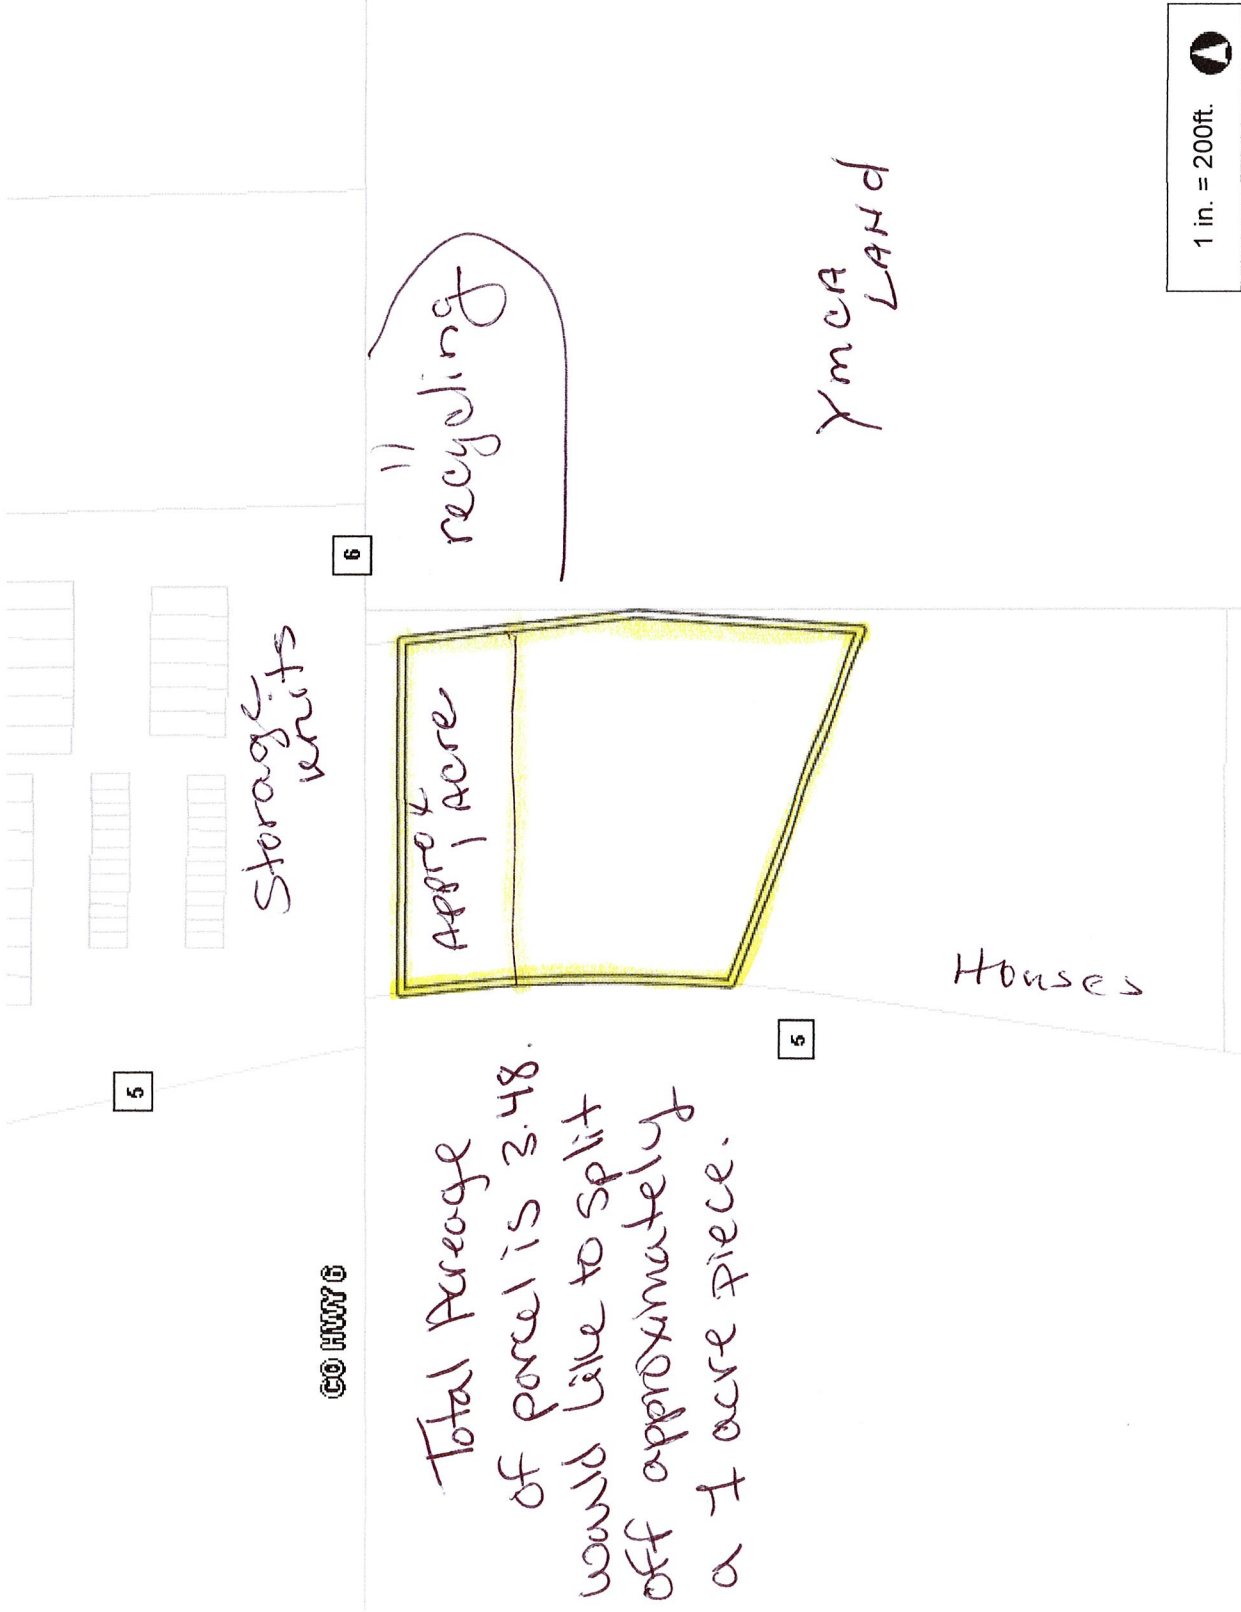 5
6
Storage
units
CO HWY 6
Approx
1 Acre
recycling
Total Acreage
of parcel is 3.48.
would like to split
off approximately
a 1 acre piece.
5
Houses
YmCA
LAND
1 in. = 200ft.